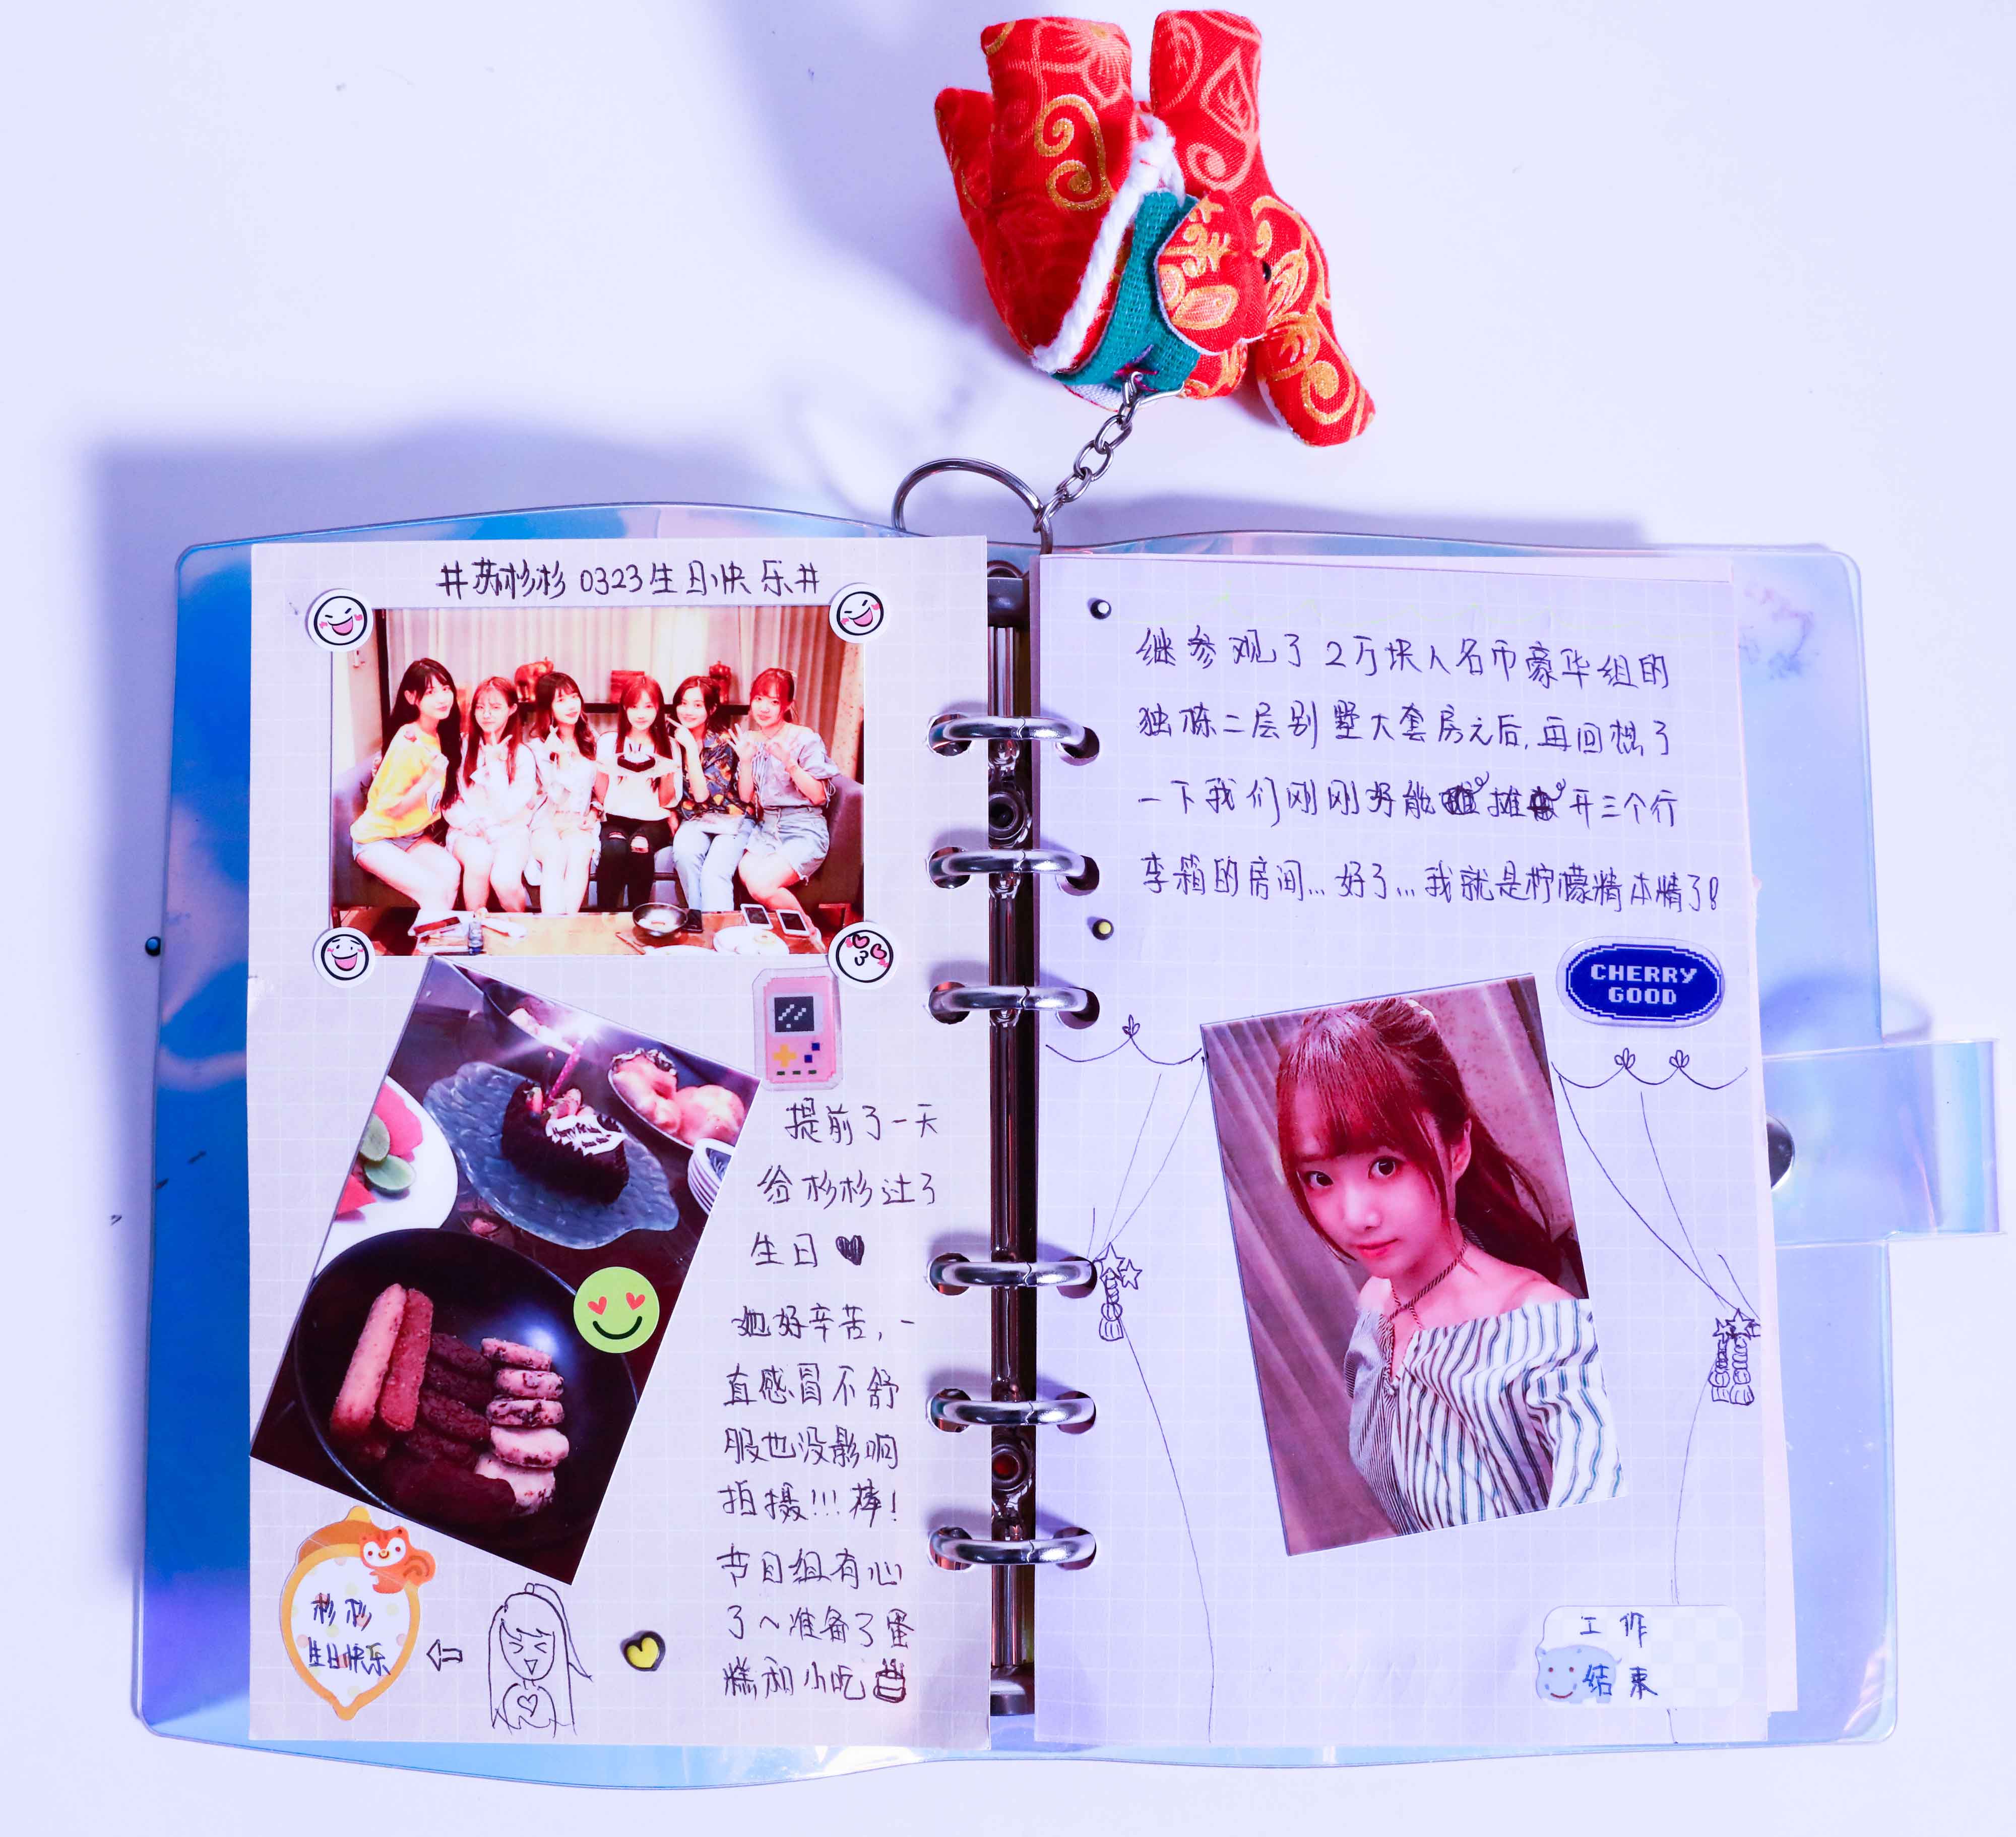 #苏杉杉 0323生日快乐#
提前了一天
给杉杉过了
生日
她好辛苦，一
直感冒不舒
服也没影响
拍摄!!!棒!
节目组有心
了~准备了蛋
糕和小吃
杉杉
生日快乐
继参观了2万块人名币豪华组的
独栋二层别墅大套房之后，再回想了
一下我们刚刚好能摊开三个行
李箱的房间...好了...我就是柠檬精本精了!
CHERRY
GOOD
工作
结束